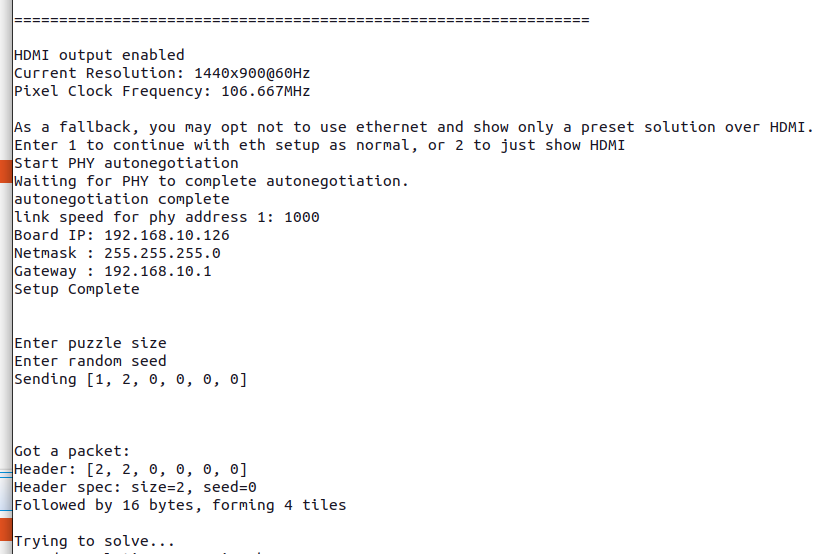 ================================================================
HDMI output enabled
Current Resolution: 1440x900@60Hz
Pixel Clock Frequency: 106.667MHz
As a fallback, you may opt not to use ethernet and show only a preset solution over HDMI.
Enter 1 to continue with eth setup as normal, or 2 to just show HDMI
Start PHY autonegotiation
Waiting for PHY to complete autonegotiation.
autonegotiation complete
link speed for phy address 1: 1000
Board IP: 192.168.10.126
Netmask : 255.255.255.0
Gateway : 192.168.10.1
Setup Complete
Enter puzzle size
Enter random seed
Sending [1, 2, 0, 0, 0, 0]
Got a packet:
Header: [2, 2, 0, 0, 0, 0]
Header spec: size=2, seed=0
Followed by 16 bytes, forming 4 tiles
Trying to solve...